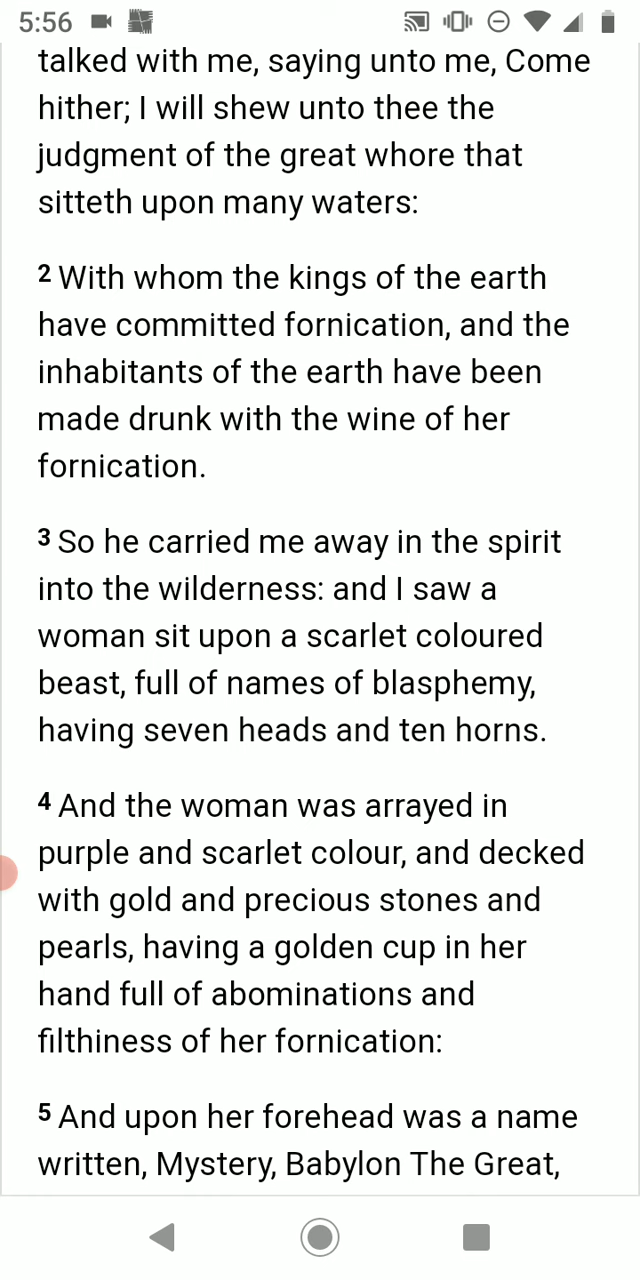 5:56
talked with me, saying unto me, Come
hither; I will shew unto thee the
judgment of the great whore that
sitteth upon many waters:
2 With whom the kings of the earth
have committed fornication, and the
inhabitants of the earth have been
made drunk with the wine of her
fornication.
3 So he carried me away in the spirit
into the wilderness: and I saw a
woman sit upon a scarlet coloured
beast, full of names of blasphemy,
having seven heads and ten horns.
4 And the woman was arrayed in
purple and scarlet colour, and decked
with gold and precious stones and
pearls, having a golden cup in her
hand full of abominations and
filthiness of her fornication:
5 And upon her forehead was a name
written, Mystery, Babylon The Great,